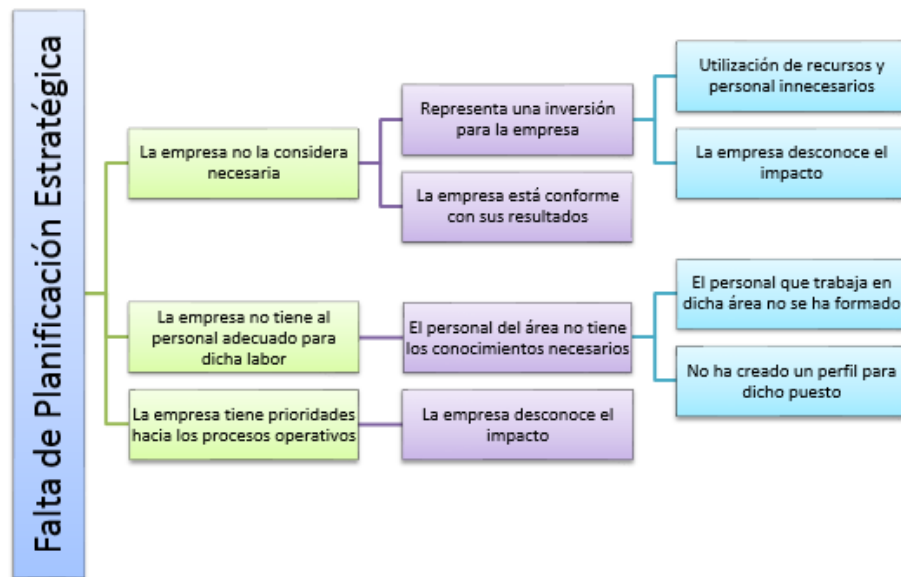 Falta de Planificación Estratégica
La empresa no la considera
necesaria
Representa una inversión
para la empresa
Utilización de recursos y
personal innecesarios
La empresa desconoce el
impacto
La empresa está conforme
con sus resultados
La empresa no tiene al
personal adecuado para
dicha labor
El personal del área no tiene
los conocimientos necesarios
El personal que trabaja en
dicha área no se ha formado
No ha creado un perfil para
dicho puesto
La empresa tiene prioridades
hacia los procesos operativos
La empresa desconoce el
impacto